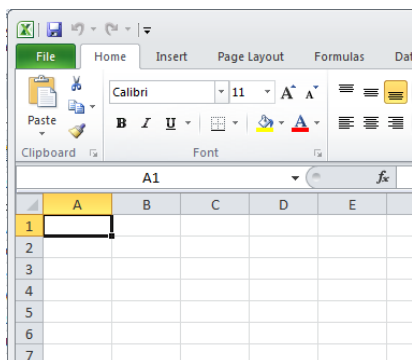 File Home Insert Page Layout Formulas Dat
Calibri 11 A A
Paste B I U A
Clipboard Font
A1 fx
A B C D E
1
2
3
4
5
6
7